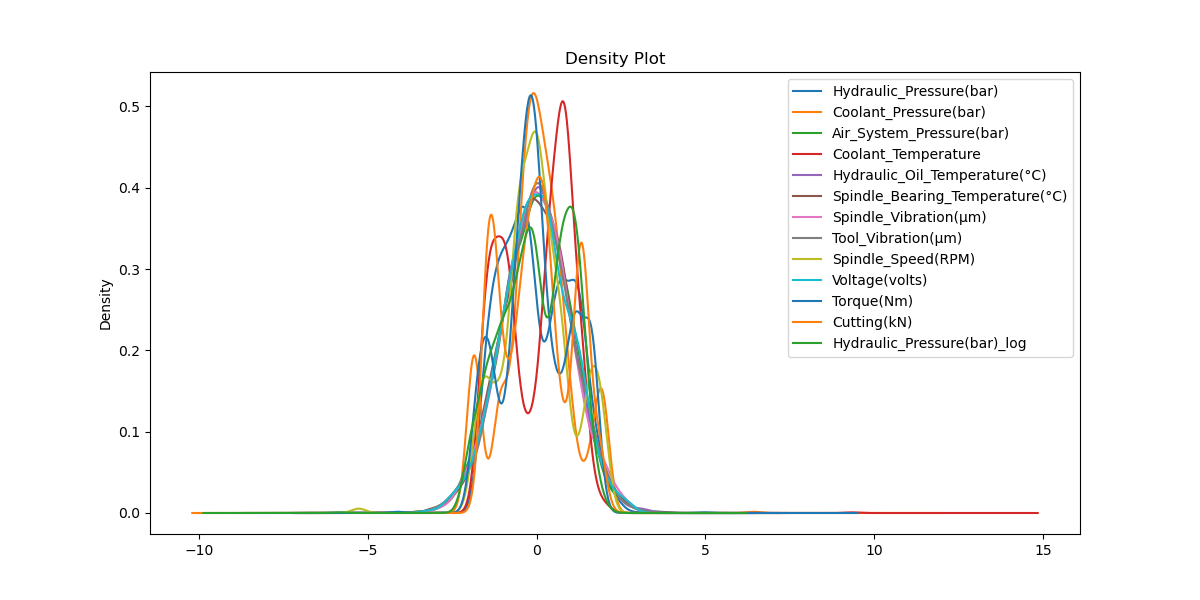 Density Plot
Density
0.5
0.4
0.3
0.2
0.1
0.0
−10
−5
0
5
10
15
Hydraulic_Pressure(bar)
Coolant_Pressure(bar)
Air_System_Pressure(bar)
Coolant_Temperature
Hydraulic_Oil_Temperature(°C)
Spindle_Bearing_Temperature(°C)
Spindle_Vibration(μm)
Tool_Vibration(μm)
Spindle_Speed(RPM)
Voltage(volts)
Torque(Nm)
Cutting(kN)
Hydraulic_Pressure(bar)_log